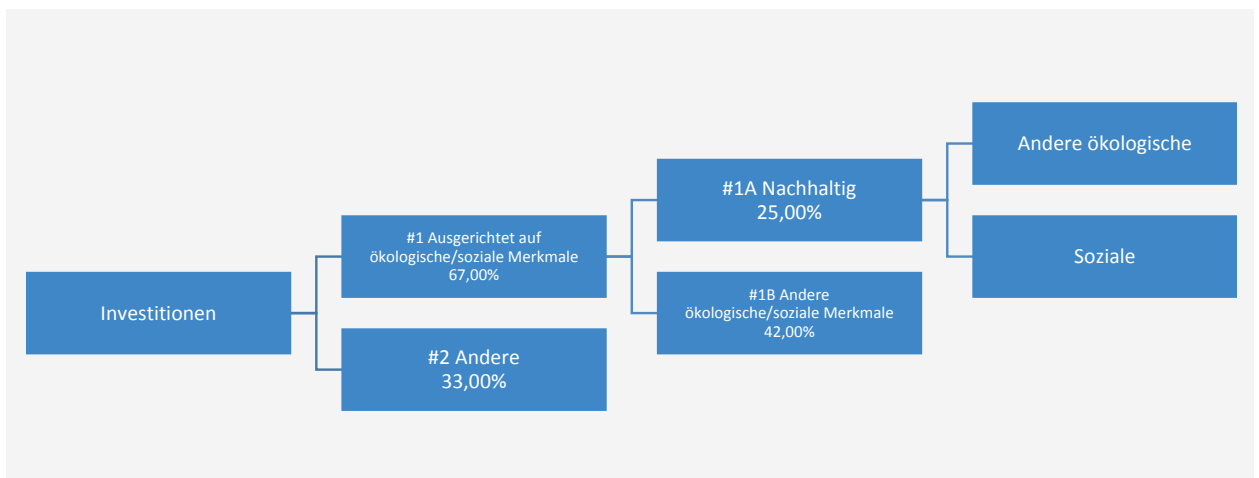 Investitionen
#1 Ausgerichtet auf
ökologische/soziale Merkmale
67,00%
#2 Andere
33,00%
#1A Nachhaltig
25,00%
#1B Andere
ökologische/soziale Merkmale
42,00%
Andere ökologische
Soziale